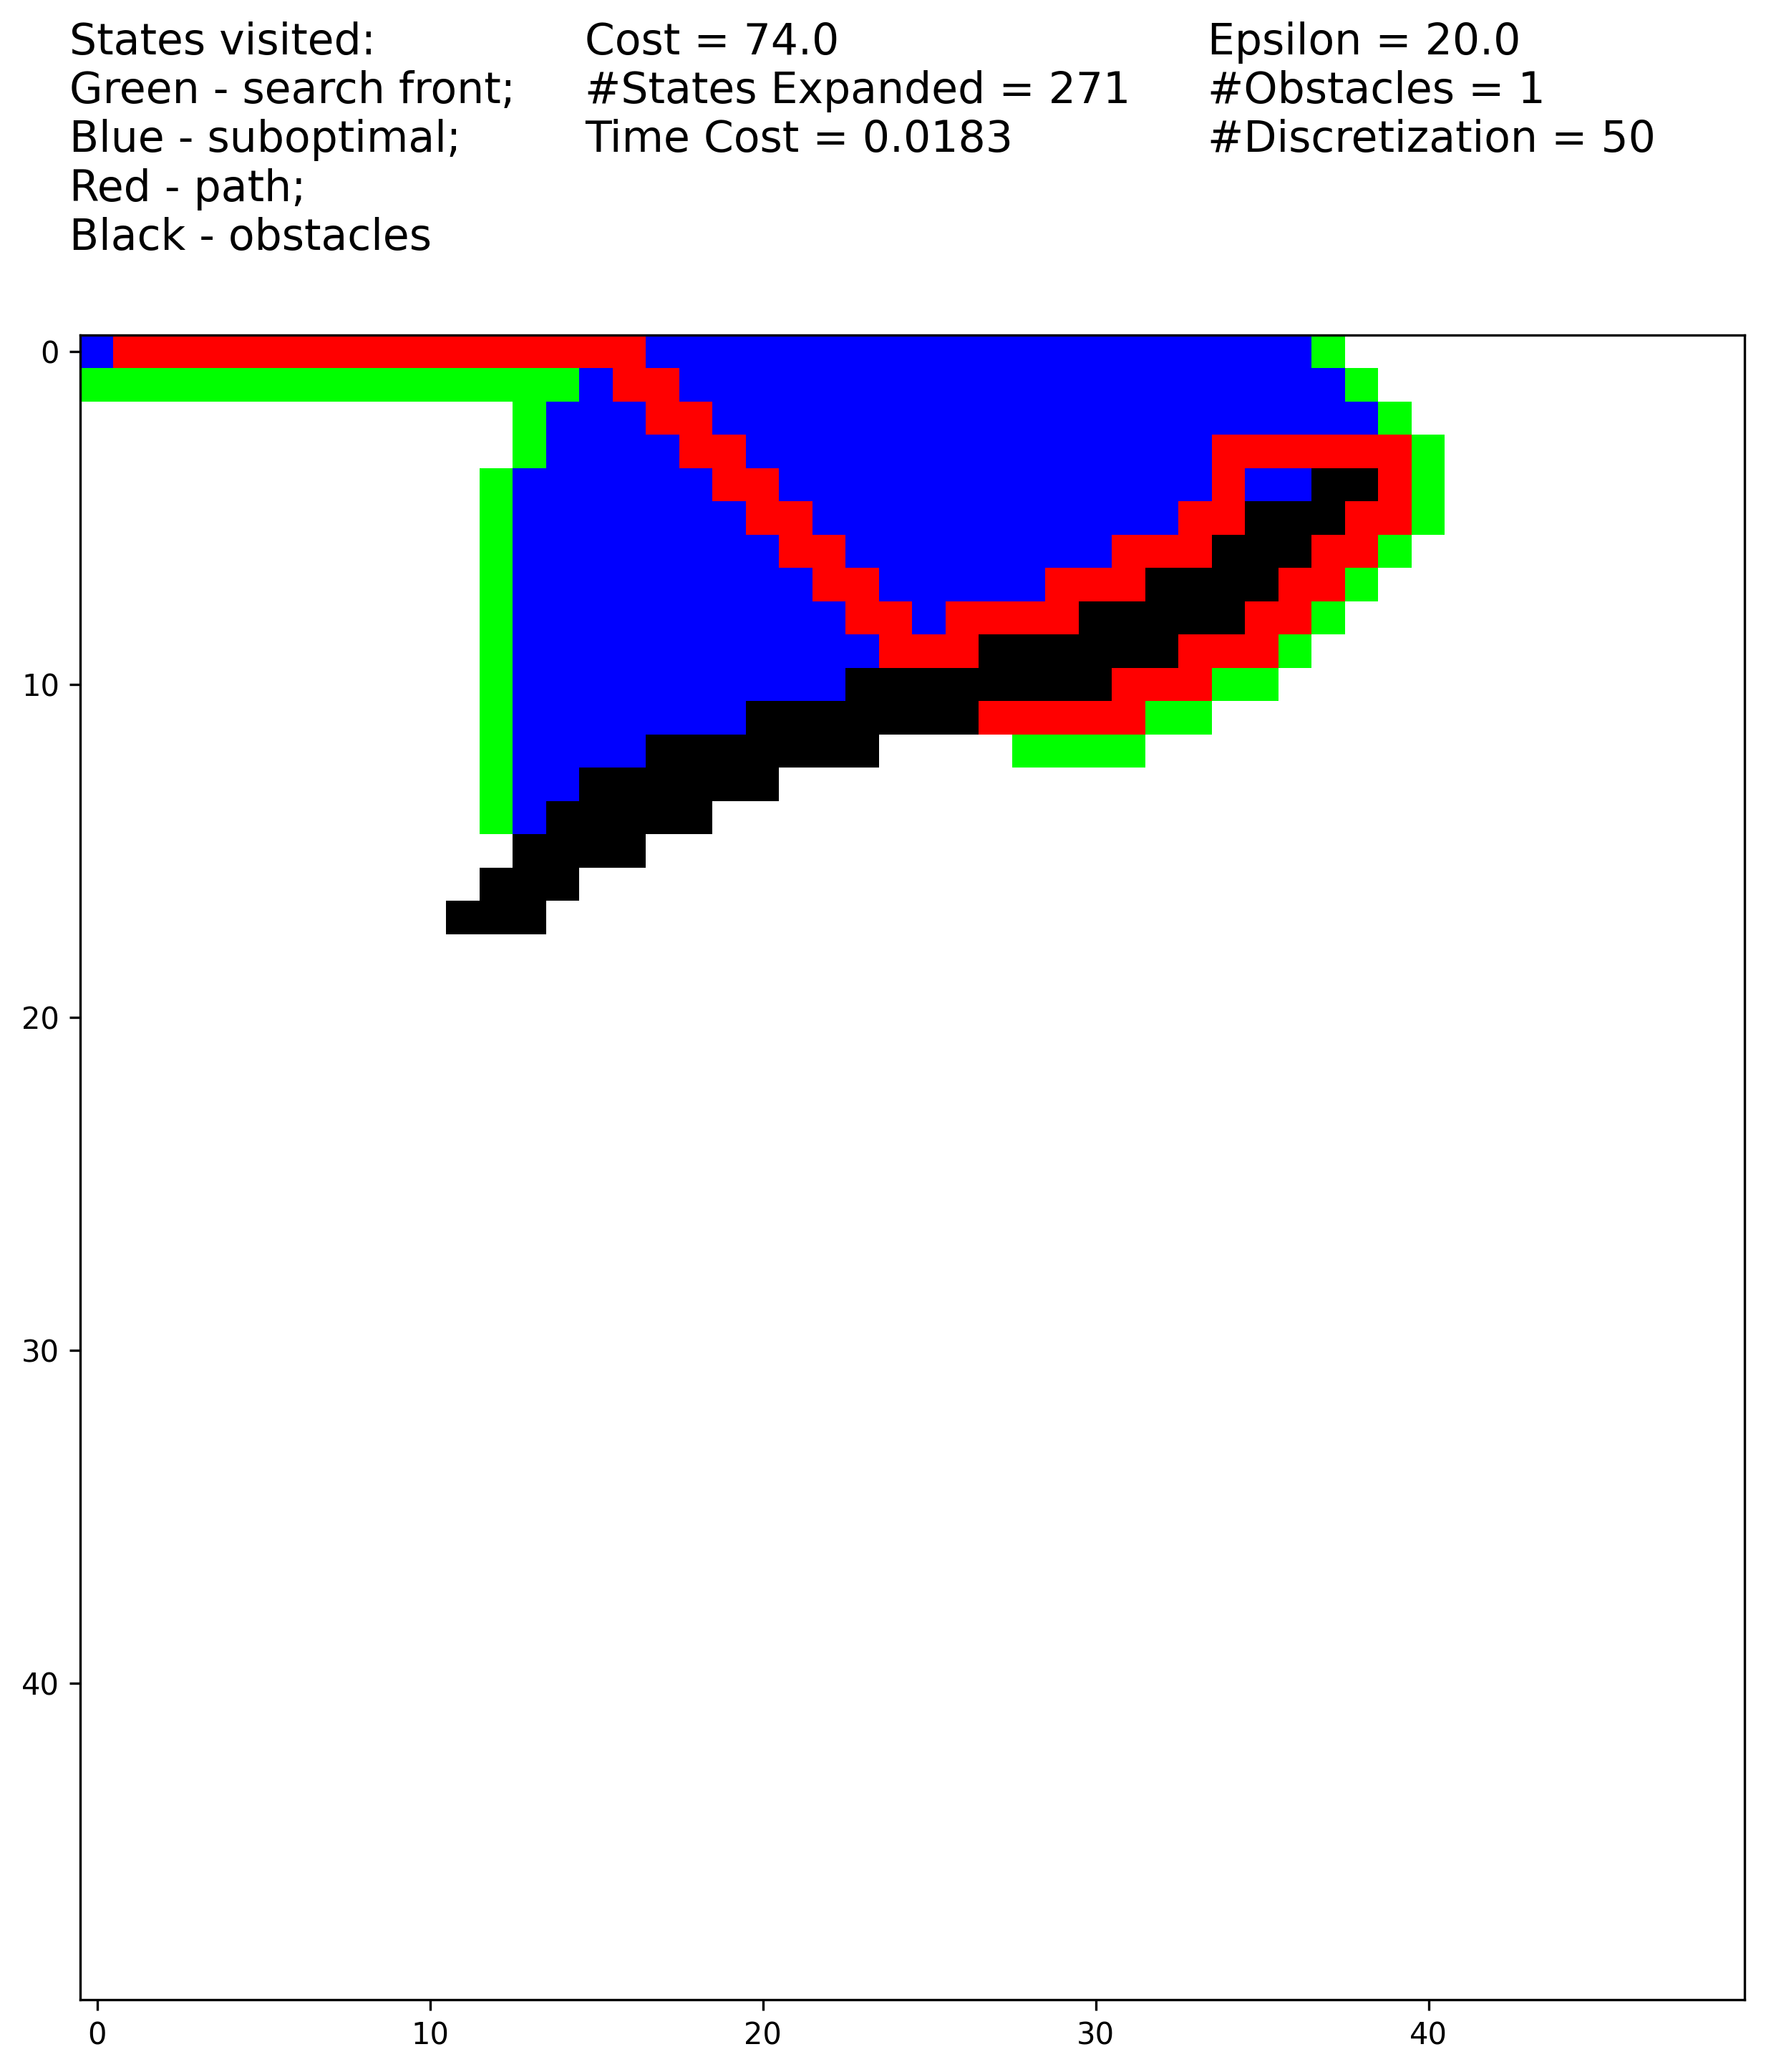 States visited:
Green - search front;
Blue - suboptimal;
Red - path;
Black - obstacles
Cost = 74.0
#States Expanded = 271
Time Cost = 0.0183
Epsilon = 20.0
#Obstacles = 1
#Discretization = 50
0
10
20
30
40
0
10
20
30
40